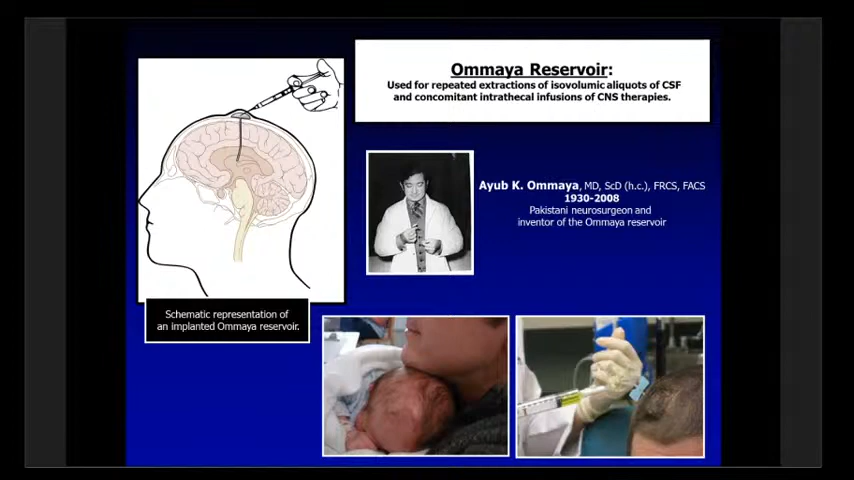 Ommaya Reservoir:
Used for repeated extractions of isovolumic aliquots of CSF
and concomitant intrathecal infusions of CNS therapies.
Ayub K. Ommaya, MD, ScD (h.c.), FRCS, FACS
1930-2008
Pakistani neurosurgeon and
inventor of the Ommaya reservoir
Schematic representation of
an implanted Ommaya reservoir.